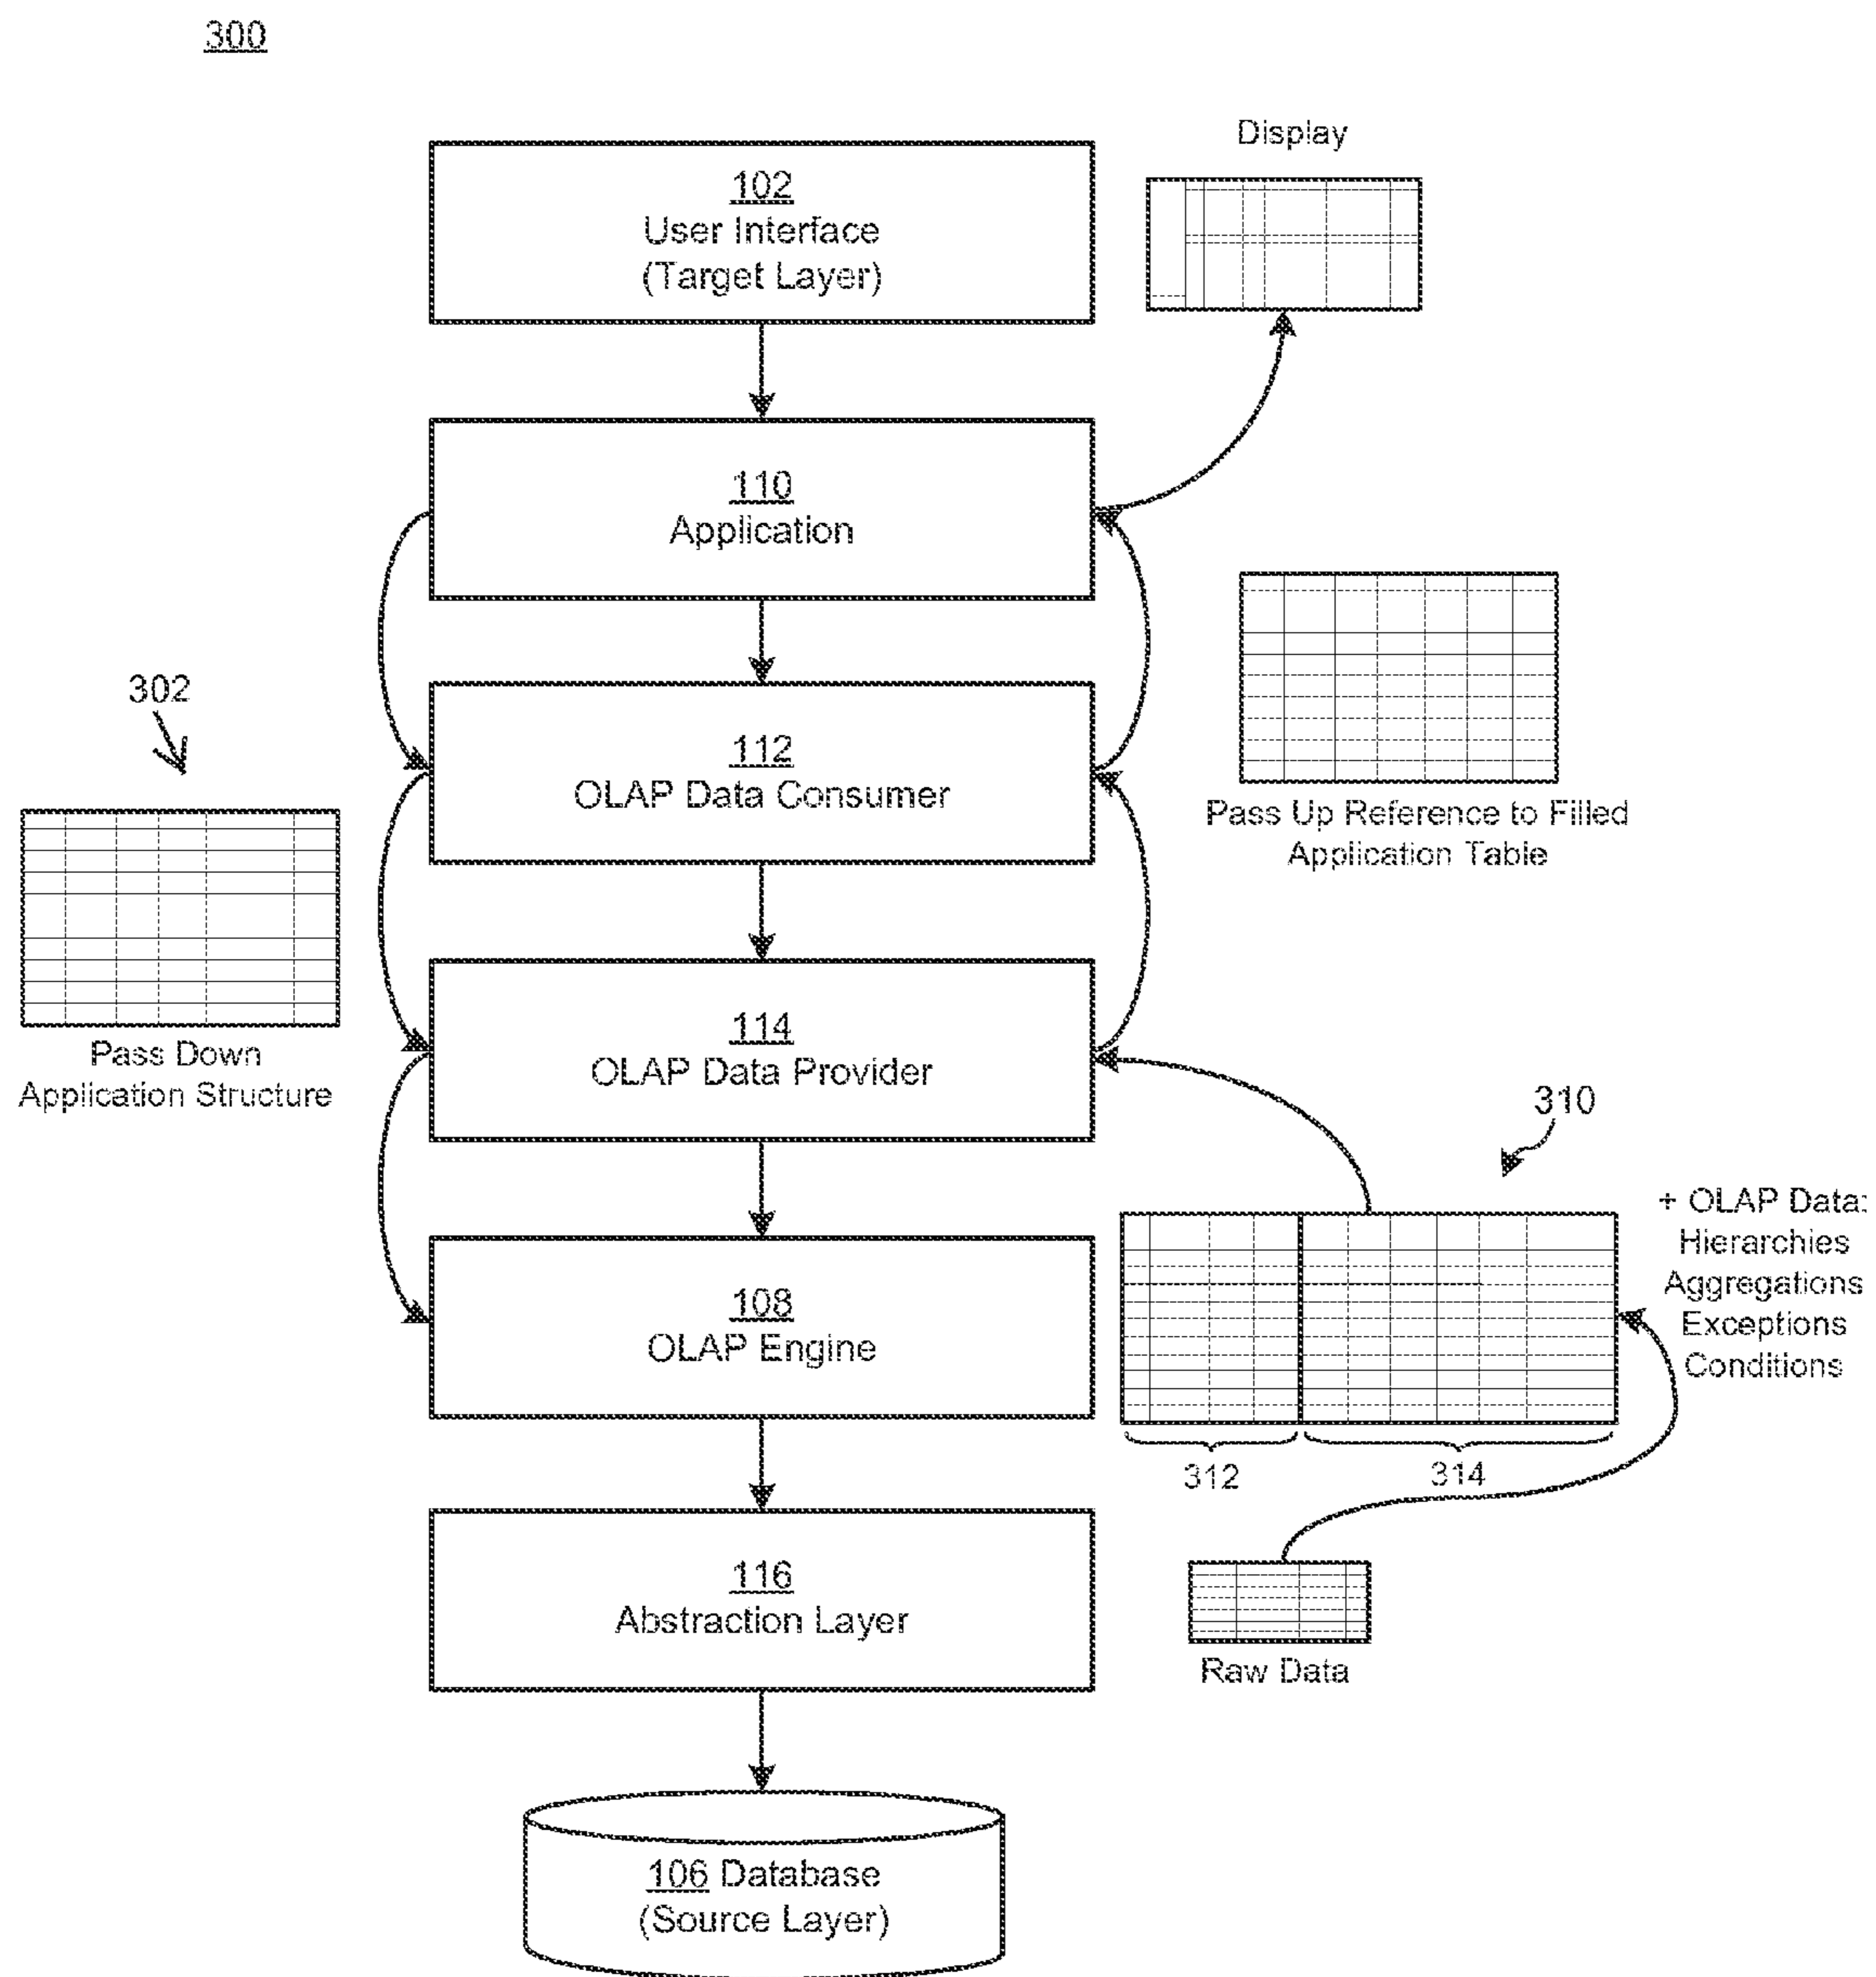 300
Display
102
User Interface
(Target Layer)
110
Application
302
112
OLAP Data Consumer
Pass Up Reference to Filled
Application Table
Pass Down
Application Structure
114
OLAP Data Provider
310
+ OLAP Data:
Hierarchies
Aggregations
Exceptions
Conditions
108
OLAP Engine
312
314
116
Abstraction Layer
Raw Data
106 Database
(Source Layer)